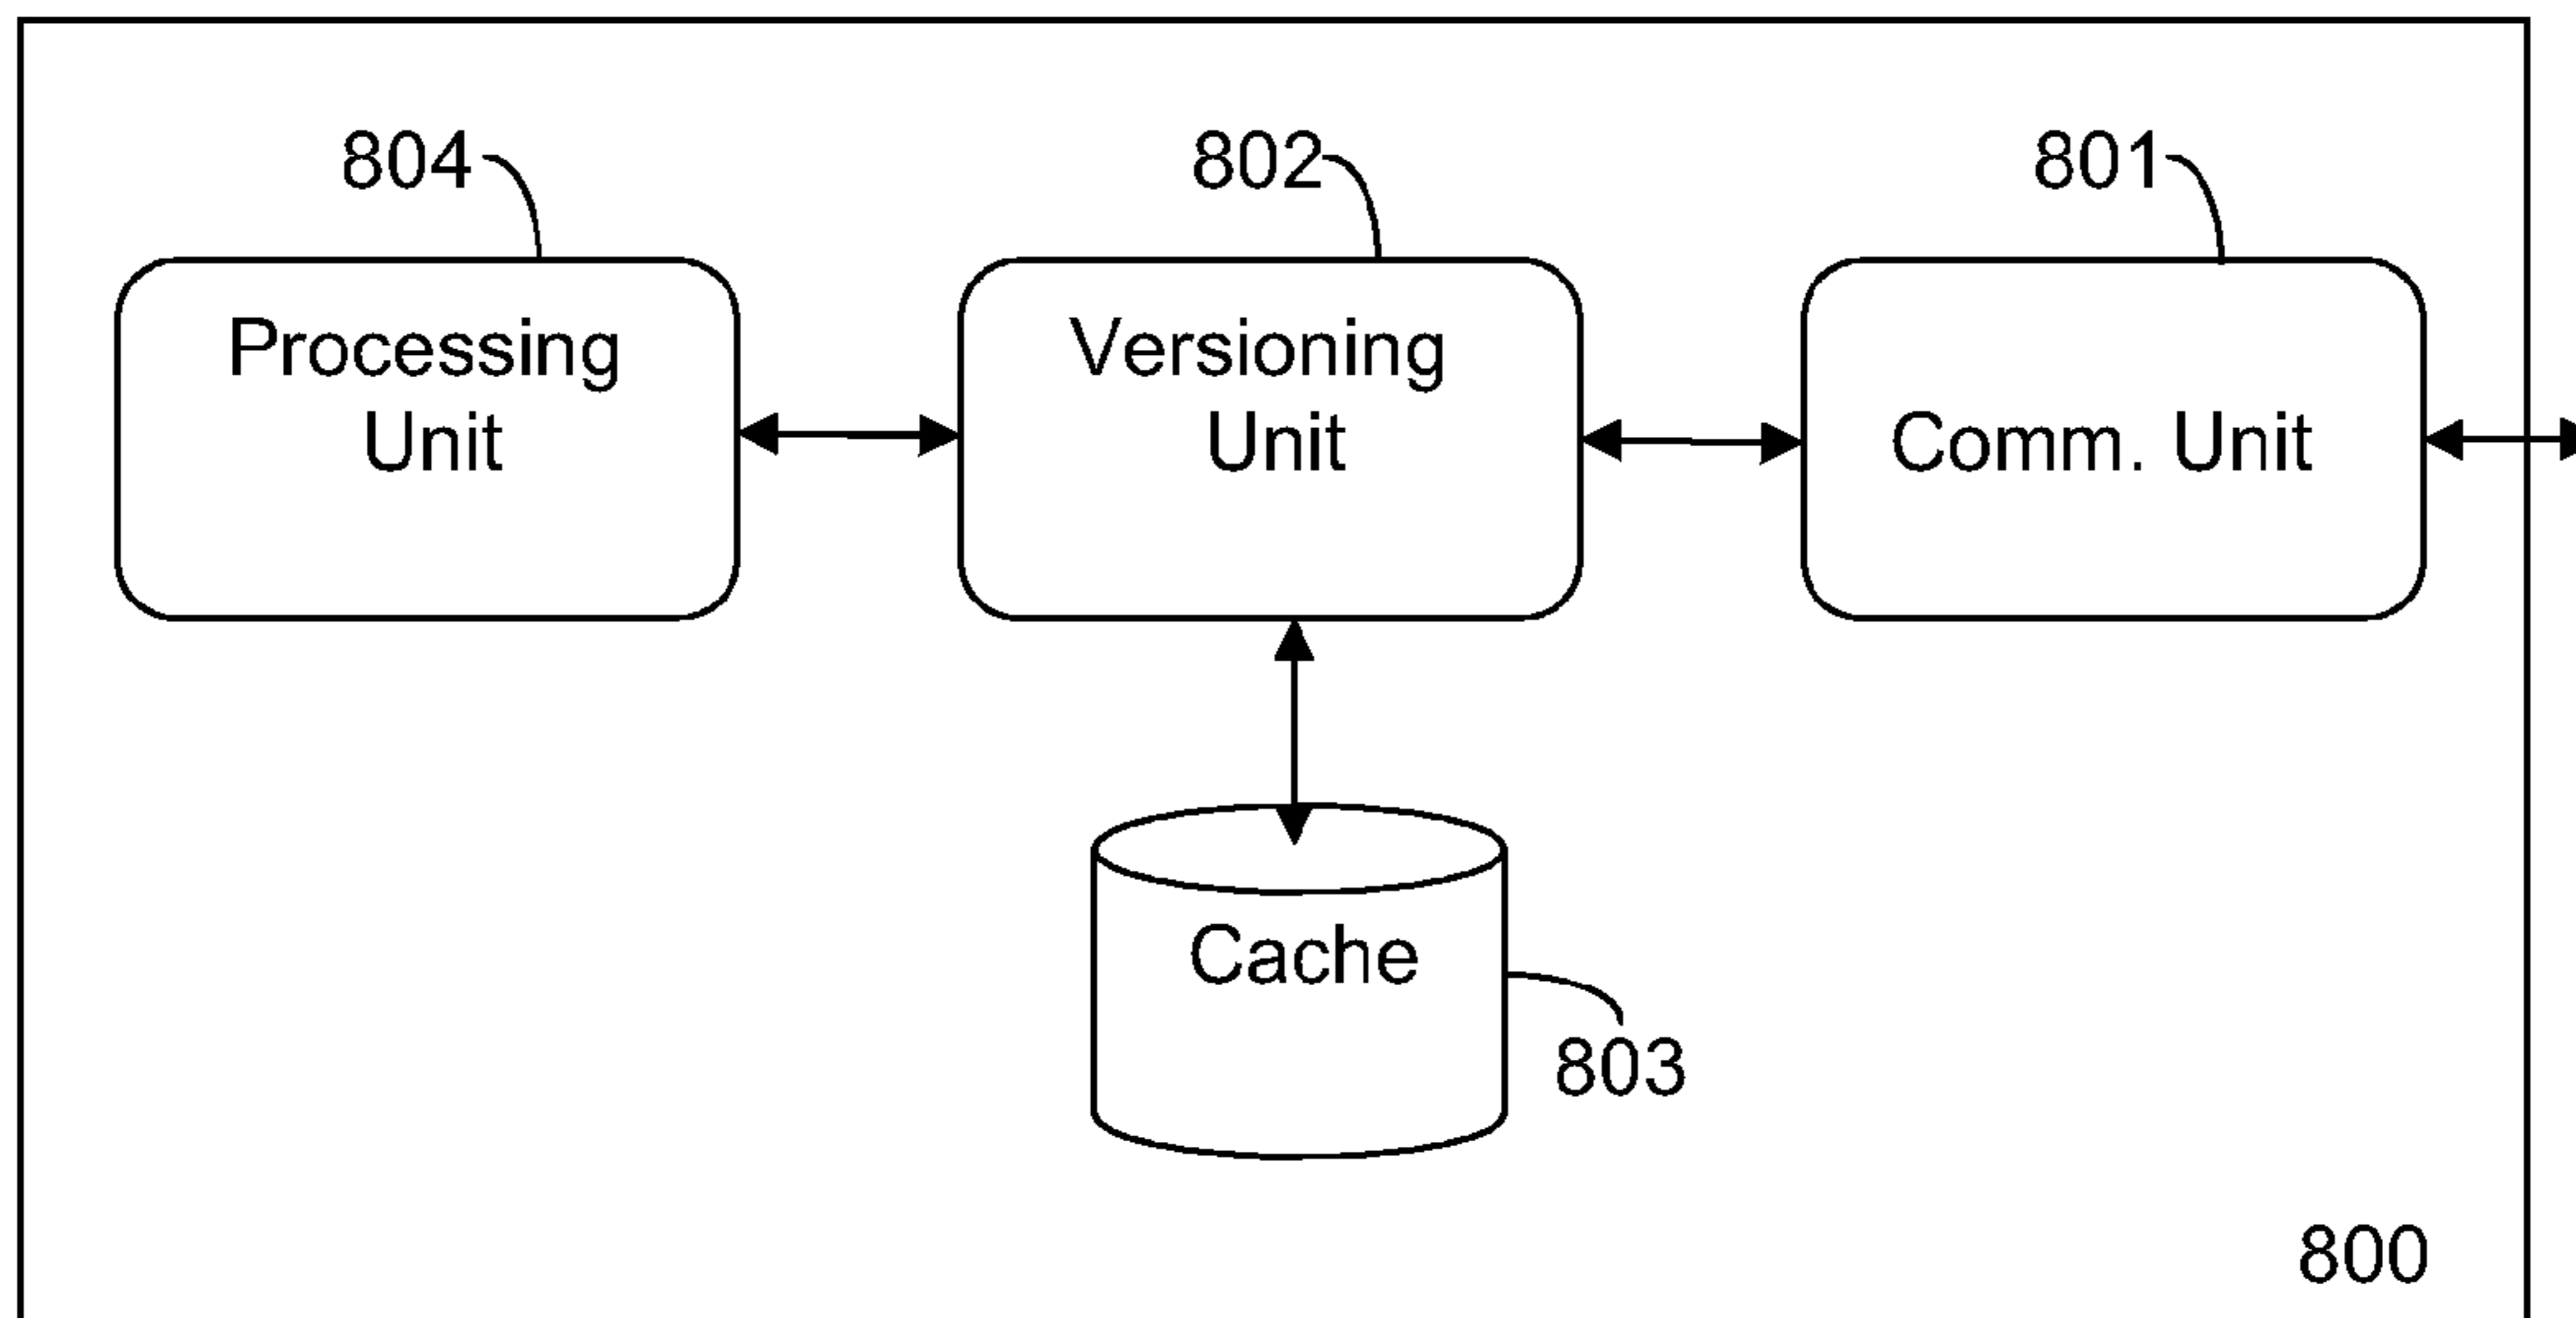 804
802
801
Processing
Unit
Versioning
Unit
Comm. Unit
Cache
803
800